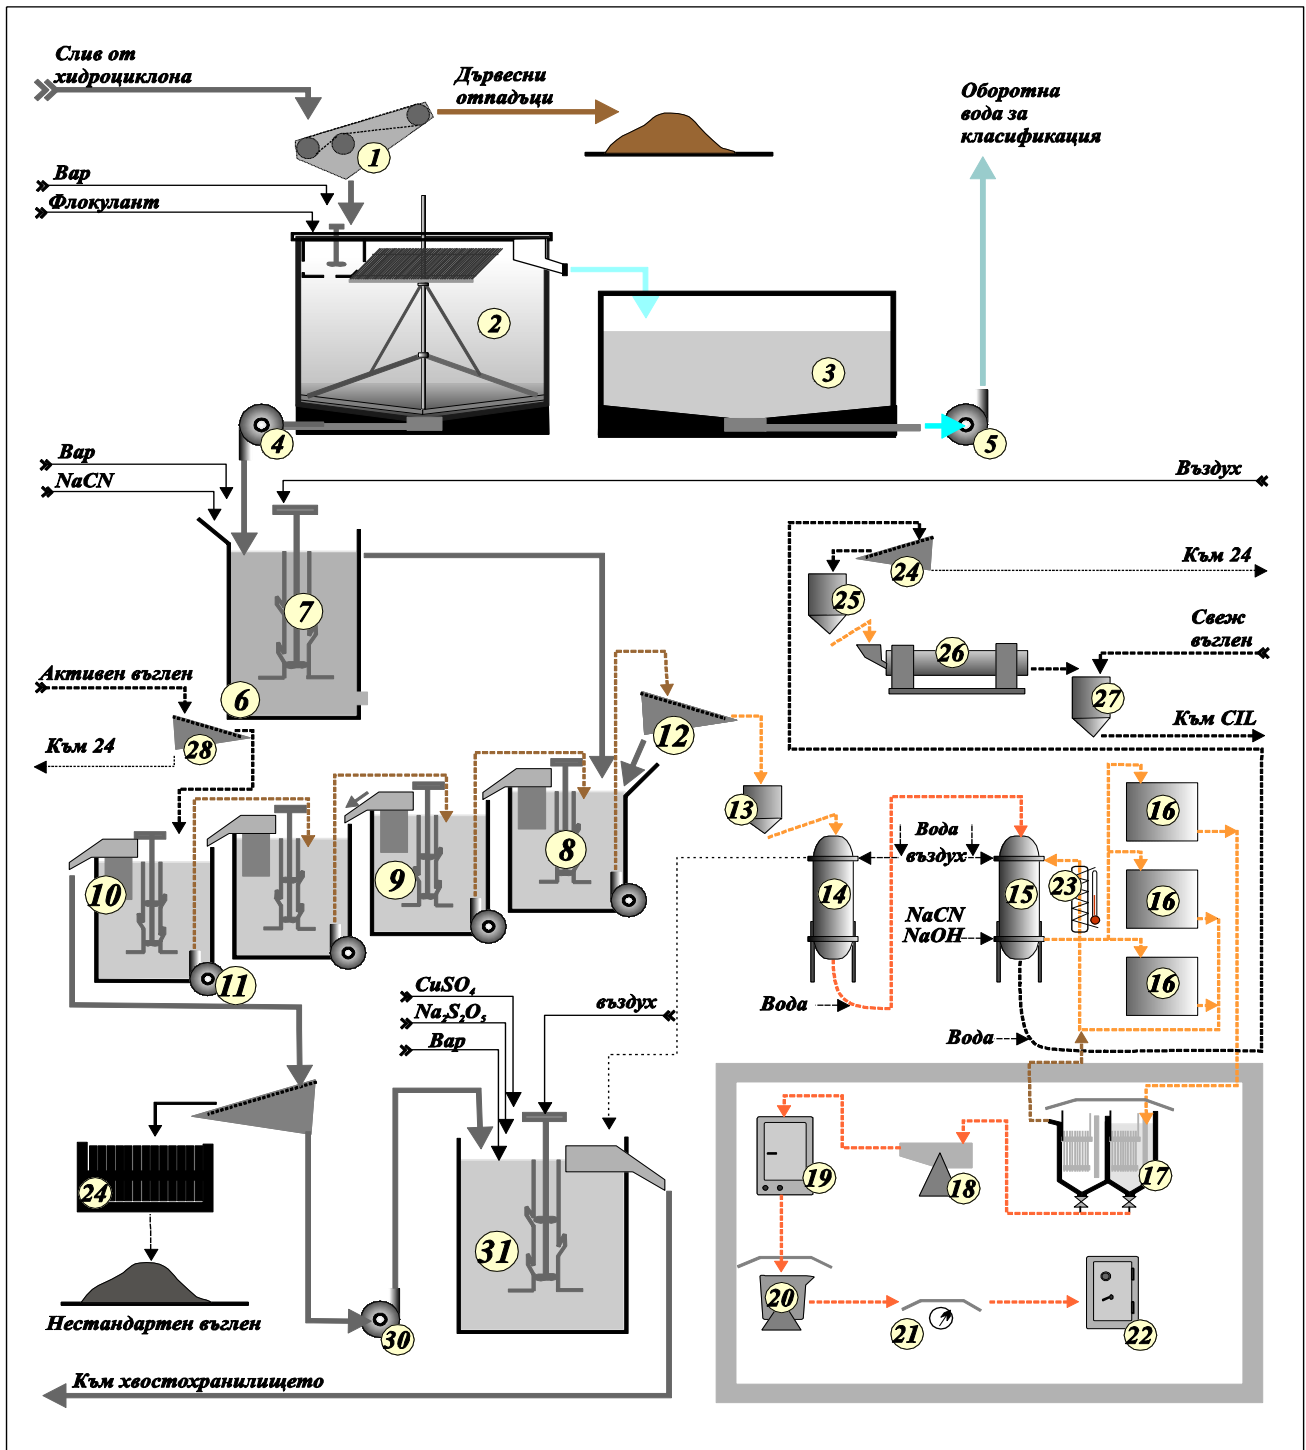 Слив от
хидроциклона
Дървесни
отпадъци
Оборотна
вода за
класификация
1
Вар
Флокулант
2
3
4
5
Вар
NaCN
Въздух
Към 24
24
25
7
Свеж
въглен
26
Активен въглен
6
27
Към CIL
12
Към 24
28
13
16
Вода
въздух
8
9
10
14
15
23
16
NaCN
NaOH
11
16
CuSO₄
Na₂S₂O₅
Вар
въздух
Вода
Вода
24
19
18
17
31
20
21
22
30
Нестандартен въглен
Към хвостохранилището